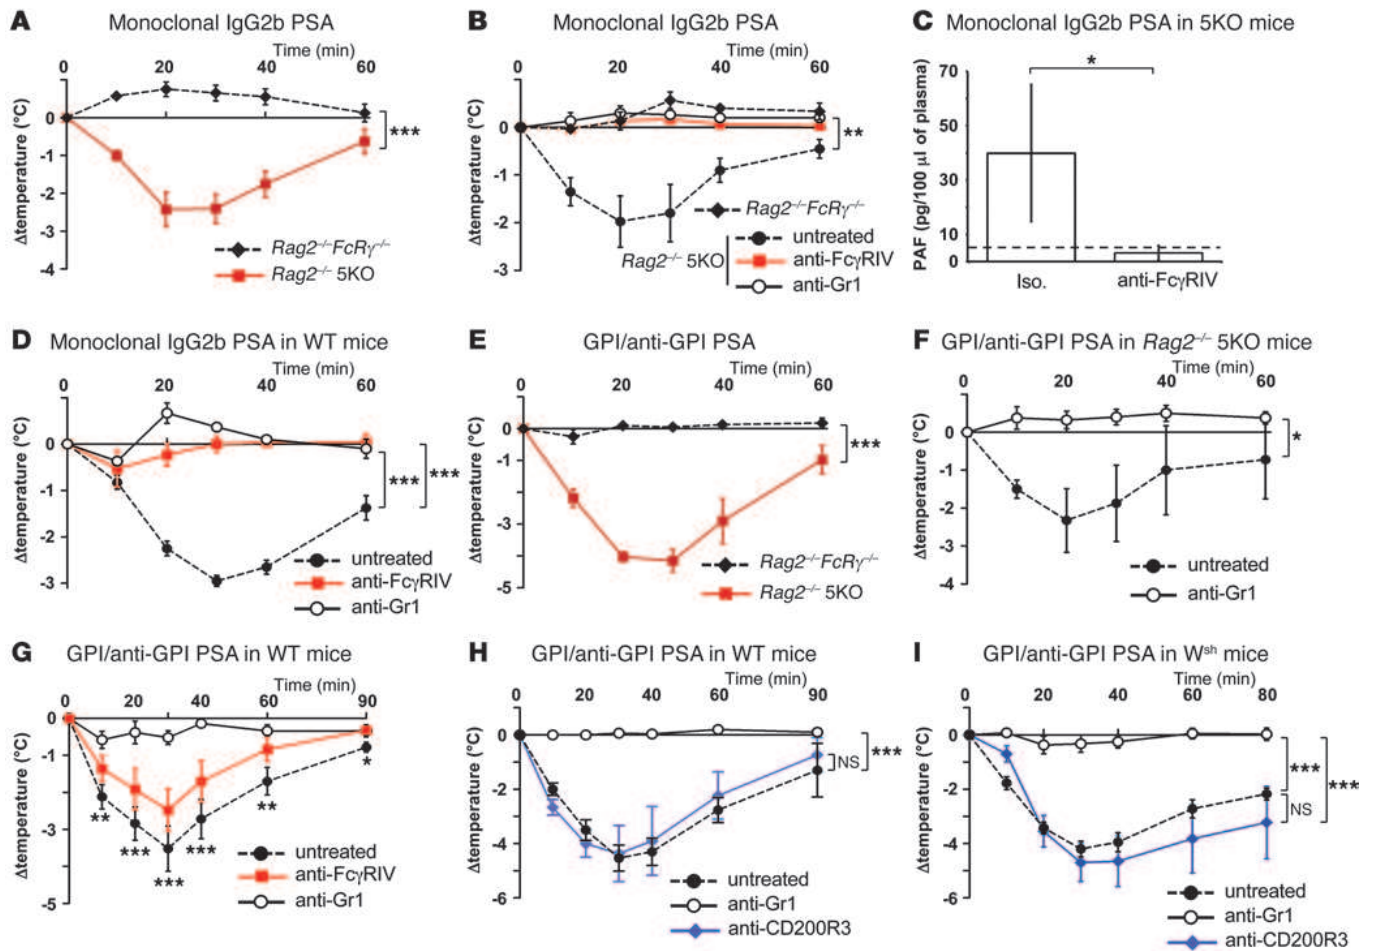 A Monoclonal IgG2b PSA
Time (min)
0 20 40 60
Δtemperature (°C)
0
-1
-2
-3
-4
Rag2⁻/⁻FcRγ⁻/⁻
Rag2⁻/⁻ 5KO
***
B Monoclonal IgG2b PSA
Time (min)
0 20 40 60
Δtemperature (°C)
0
-1
-2
-3
**
Rag2⁻/⁻FcRγ⁻/⁻
Rag2⁻/⁻ 5KO
untreated
anti-FcγRIV
anti-Gr1
C Monoclonal IgG2b PSA in 5KO mice
PAF (pg/100 µl of plasma)
70
50
30
10
0
*
Iso. anti-FcγRIV
D Monoclonal IgG2b PSA in WT mice
Time (min)
0 20 40 60
Δtemperature (°C)
0
-1
-2
-3
*** ***
untreated
anti-FcγRIV
anti-Gr1
E GPI/anti-GPI PSA
Time (min)
0 20 40 60
Δtemperature (°C)
0
-1
-3
-5
***
Rag2⁻/⁻FcRγ⁻/⁻
Rag2⁻/⁻ 5KO
F GPI/anti-GPI PSA in Rag2⁻/⁻ 5KO mice
Time (min)
0 20 40 60
Δtemperature (°C)
0
-1
-2
-3
-4
*
untreated
anti-Gr1
G GPI/anti-GPI PSA in WT mice
Time (min)
0 20 40 60 90
Δtemperature (°C)
0
-1
-3
-5
** *** *** *** ** *
untreated
anti-FcγRIV
anti-Gr1
H GPI/anti-GPI PSA in WT mice
Time (min)
0 20 40 60 90
Δtemperature (°C)
0
-2
-4
-6
NS ***
untreated
anti-Gr1
anti-CD200R3
I GPI/anti-GPI PSA in Wˢʰ mice
Time (min)
0 20 40 60 80
Δtemperature (°C)
0
-2
-4
-6
*** ***
NS
untreated
anti-Gr1
anti-CD200R3